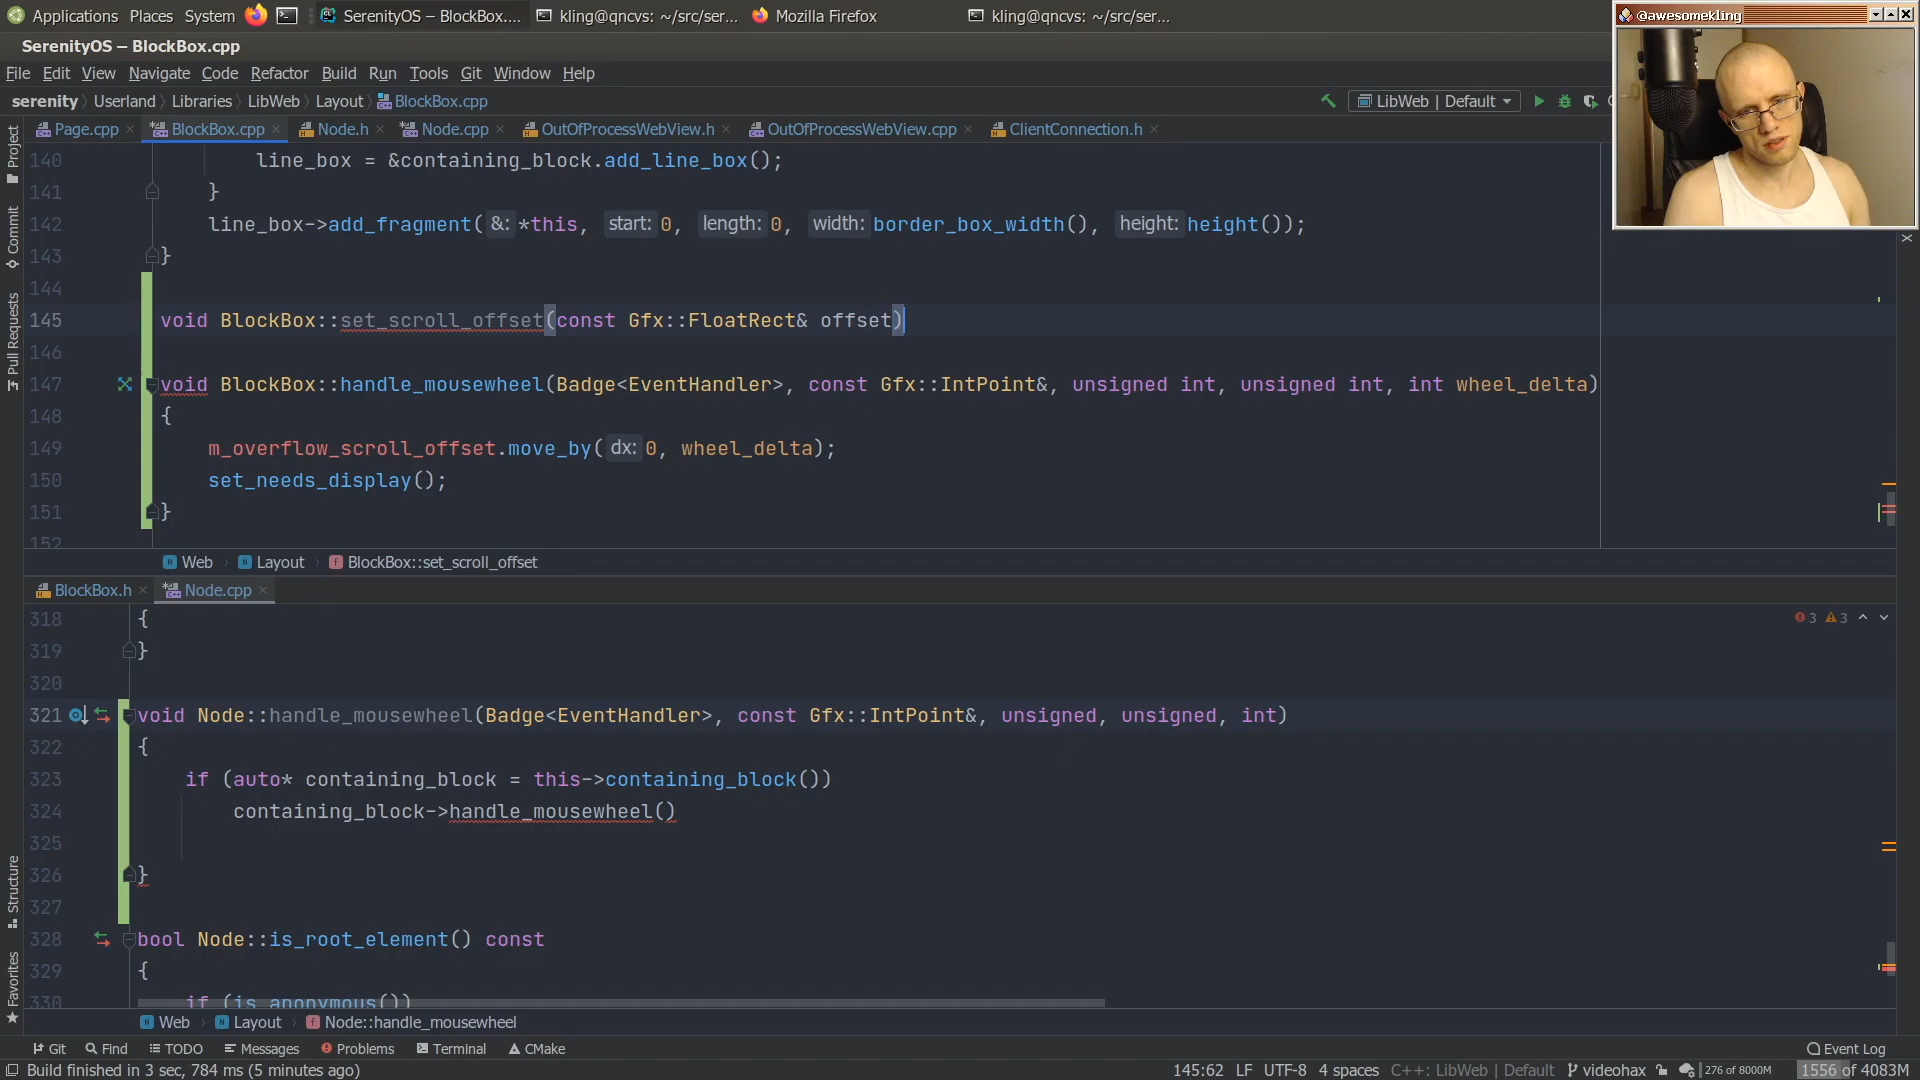 Applications Places System SerenityOS – BlockBox.cpp.... kling@qncvs: ~/src/ser... Mozilla Firefox kling@qncvs: ~/src/ser...
@awesomekling
SerenityOS – BlockBox.cpp
File Edit View Navigate Code Refactor Build Run Tools Git Window Help
serenity Userland Libraries LibWeb Layout BlockBox.cpp LibWeb | Default
Page.cpp BlockBox.cpp Node.h Node.cpp OutOfProcessWebView.h OutOfProcessWebView.cpp ClientConnection.h
Project
Commit
Pull Requests
Structure
Favorites
140 line_box = &containing_block.add_line_box();
141 }
142 line_box->add_fragment( &: *this, start: 0, length: 0, width: border_box_width(), height: height());
143 }
144
145 void BlockBox::set_scroll_offset(const Gfx::FloatRect& offset)
146
147 void BlockBox::handle_mousewheel(Badge<EventHandler>, const Gfx::IntPoint&, unsigned int, unsigned int, int wheel_delta)
148 {
149 m_overflow_scroll_offset.move_by( dx: 0, wheel_delta);
150 set_needs_display();
151 }
152
Web Layout BlockBox::set_scroll_offset
BlockBox.h Node.cpp
318 {
3 3
319 }
320
321 void Node::handle_mousewheel(Badge<EventHandler>, const Gfx::IntPoint&, unsigned, unsigned, int)
322 {
323 if (auto* containing_block = this->containing_block())
324 containing_block->handle_mousewheel()
325
326 }
327
328 bool Node::is_root_element() const
329 {
330 if (is_anonymous())
Web Layout Node::handle_mousewheel
Git Find TODO Messages Problems Terminal CMake Event Log
Build finished in 3 sec, 784 ms (5 minutes ago) 145:62 LF UTF-8 4 spaces C++: LibWeb | Default videohax 276 of 8000M 1556 of 4083M